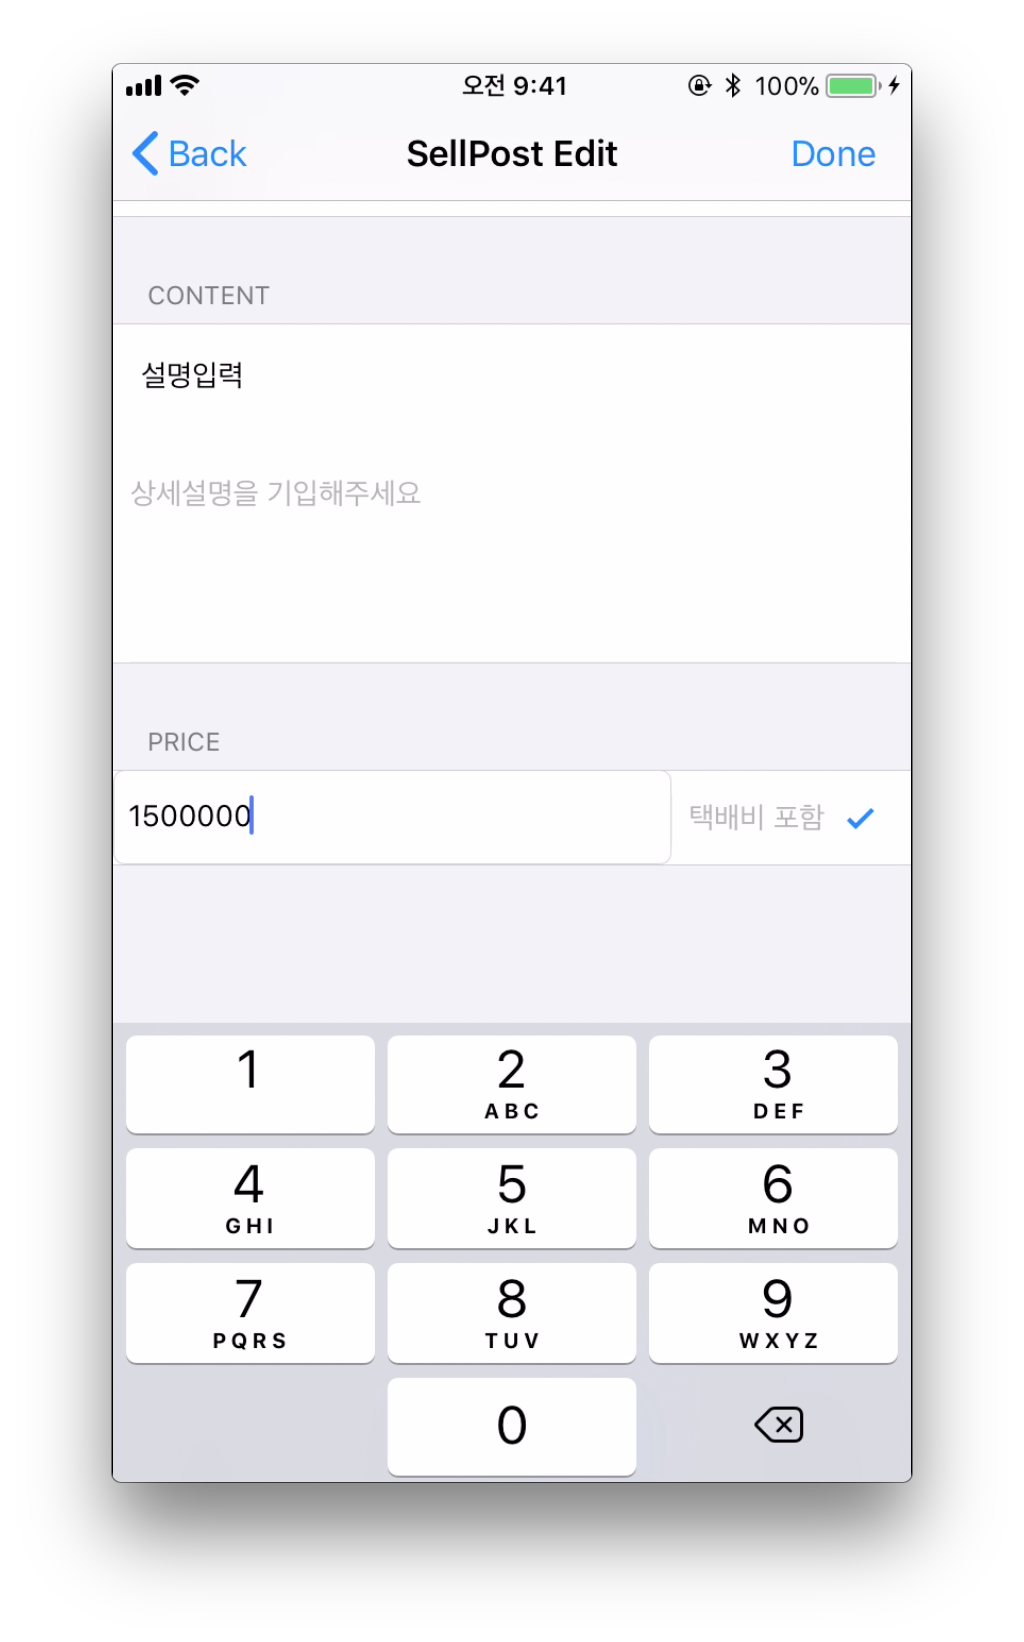 오전 9:41 100%
Back SellPost Edit Done
CONTENT
설명입력
상세설명을 기입해주세요
PRICE
1500000 택배비 포함
1 2 3
ABC DEF
4 5 6
GHI JKL MNO
7 8 9
PQRS TUV WXYZ
0